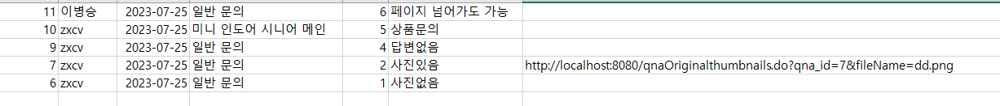 11 이병승 2023-07-25 일반 문의 6 페이지 넘어가도 가능
10 zxcv 2023-07-25 미니 인도어 시니어 메인 5 상품문의
9 zxcv 2023-07-25 일반 문의 4 답변없음
7 zxcv 2023-07-25 일반 문의 2 사진있음 http://localhost:8080/qnaOriginalthumbnails.do?qna_id=7&fileName=dd.png
6 zxcv 2023-07-25 일반 문의 1 사진없음